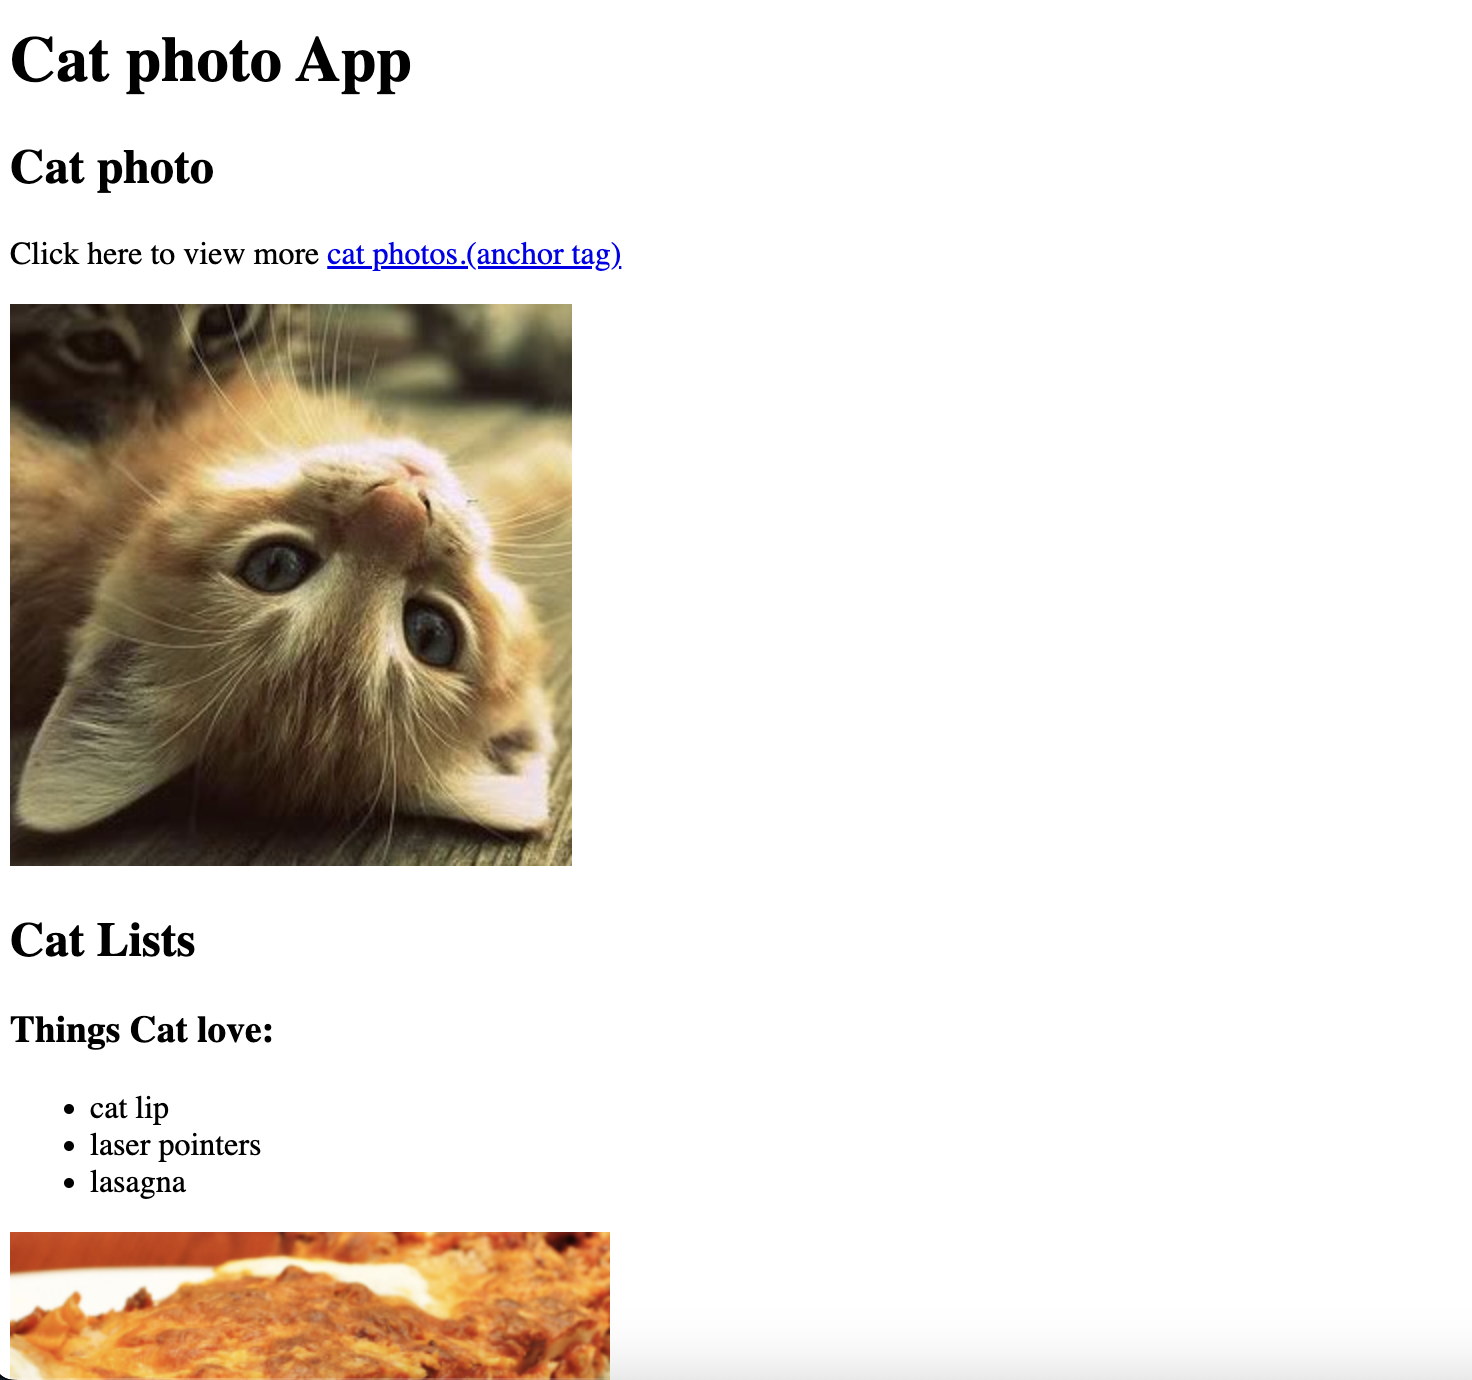 Cat photo App
Cat photo
Click here to view more cat photos.(anchor tag)
Cat Lists
Things Cat love:
cat lip
laser pointers
lasagna